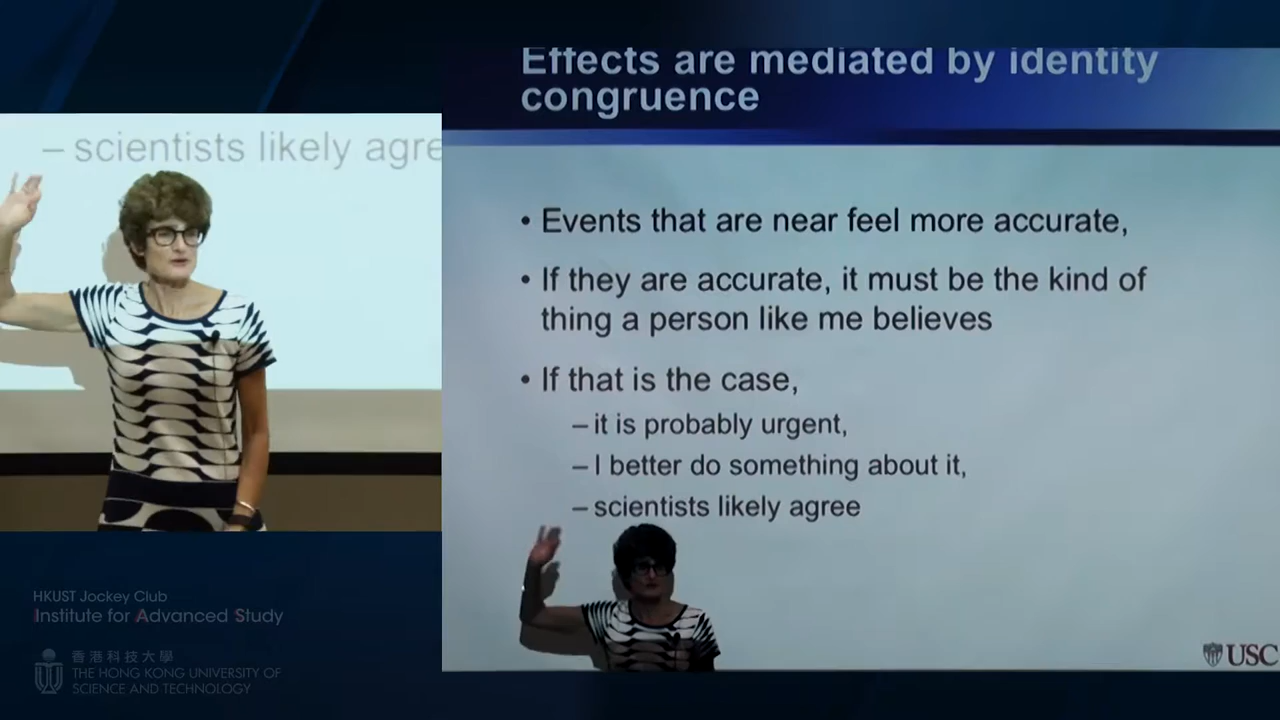 – scientists likely agre
HKUST Jockey Club
Institute for Advanced Study
香港科技大學
THE HONG KONG UNIVERSITY OF
SCIENCE AND TECHNOLOGY
Effects are mediated by identity
congruence
• Events that are near feel more accurate,
• If they are accurate, it must be the kind of
thing a person like me believes
• If that is the case,
– it is probably urgent,
– I better do something about it,
– scientists likely agree
USC